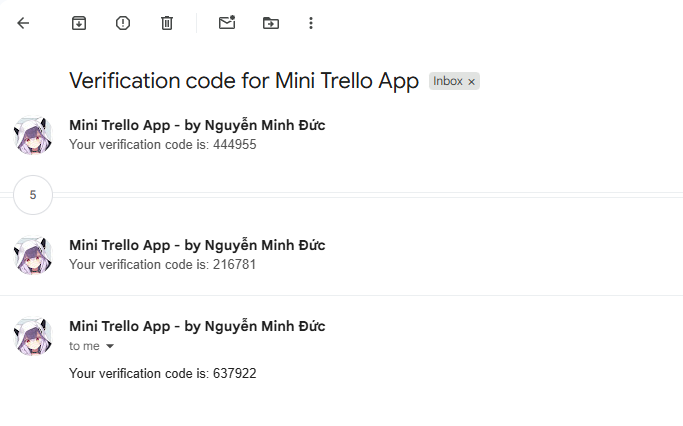 Verification code for Mini Trello App Inbox ×
Mini Trello App - by Nguyễn Minh Đức
Your verification code is: 444955
5
Mini Trello App - by Nguyễn Minh Đức
Your verification code is: 216781
Mini Trello App - by Nguyễn Minh Đức
to me
Your verification code is: 637922